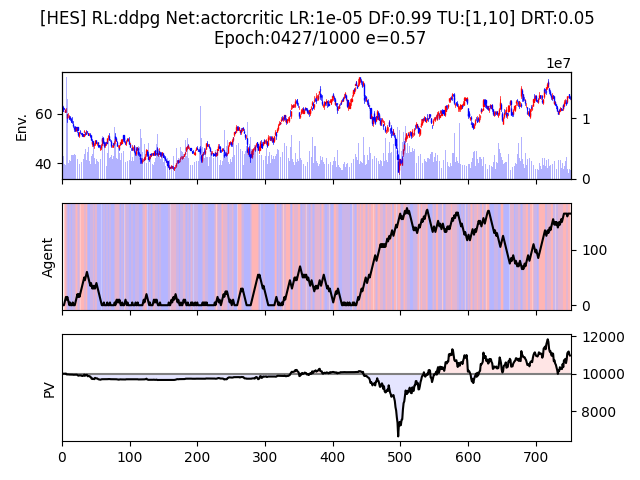 [HES] RL:ddpg Net:actorcritic LR:1e-05 DF:0.99 TU:[1,10] DRT:0.05
Epoch:0427/1000 e=0.57
1e7
Env.
60
40
1
0
Agent
100
0
PV
12000
10000
8000
0 100 200 300 400 500 600 700